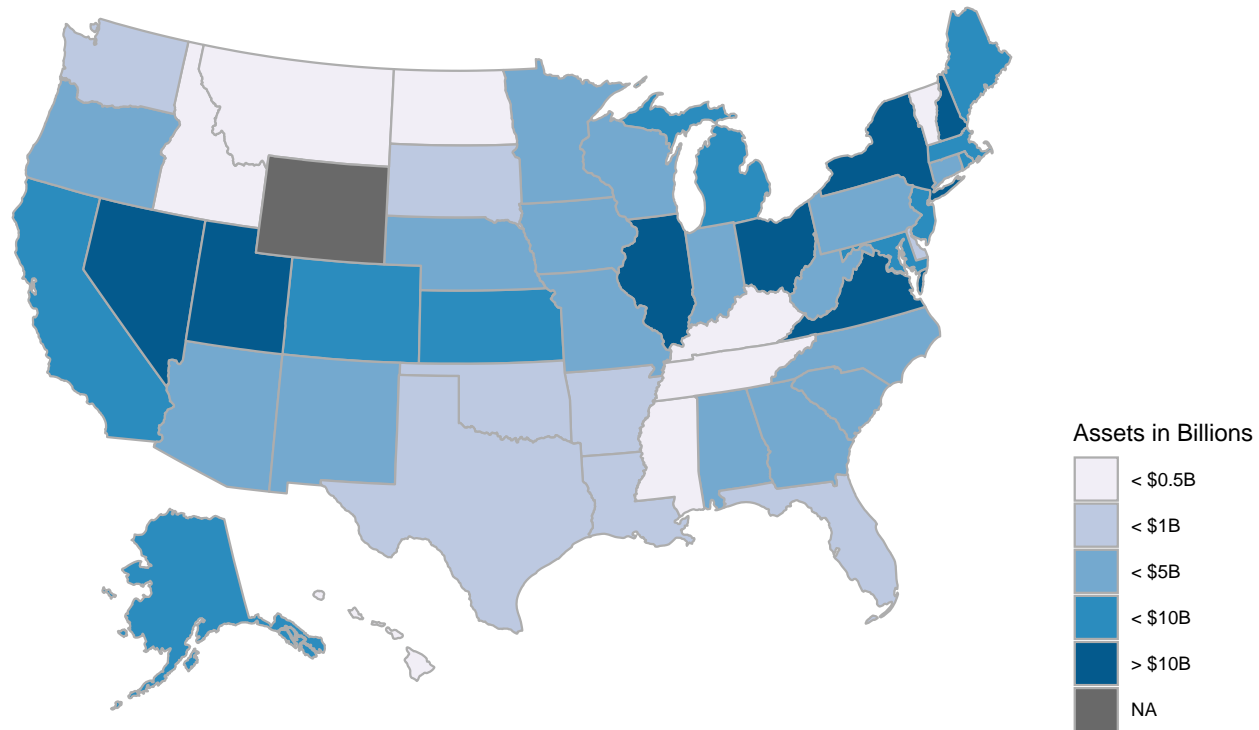 Assets in Billions
< $0.5B
< $1B
< $5B
< $10B
> $10B
NA